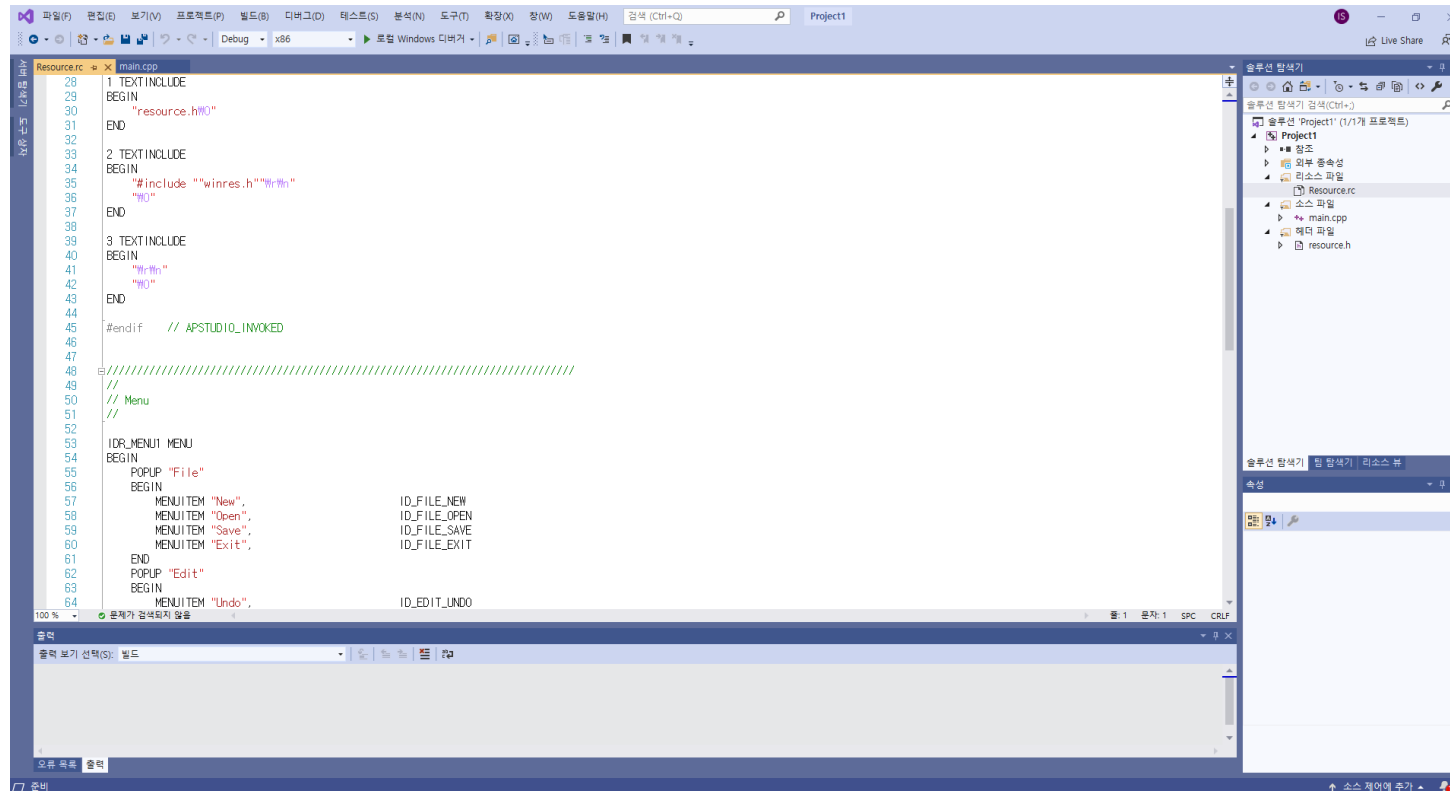 파일(F) 편집(E) 보기(V) 프로젝트(P) 빌드(B) 디버그(D) 테스트(S) 분석(N) 도구(T) 확장(X) 창(W) 도움말(H) 검색 (Ctrl+Q) Project1 IS
Debug x86 로컬 Windows 디버거 Live Share
서버 탐색기
도구 상자
Resource.rc main.cpp
28 1 TEXTINCLUDE
29 BEGIN
30 "resource.h₩0"
31 END
32
33 2 TEXTINCLUDE
34 BEGIN
35 "#include ""winres.h""₩r₩n"
36 "₩0"
37 END
38
39 3 TEXTINCLUDE
40 BEGIN
41 "₩r₩n"
42 "₩0"
43 END
44
45 #endif // APSTUDIO_INVOKED
46
47
48 /////////////////////////////////////////////////////////////////////////////
49 //
50 // Menu
51 //
52
53 IDR_MENU1 MENU
54 BEGIN
55 POPUP "File"
56 BEGIN
57 MENUITEM "New", ID_FILE_NEW
58 MENUITEM "Open", ID_FILE_OPEN
59 MENUITEM "Save", ID_FILE_SAVE
60 MENUITEM "Exit", ID_FILE_EXIT
61 END
62 POPUP "Edit"
63 BEGIN
64 MENUITEM "Undo", ID_EDIT_UNDO
100 % 문제가 검색되지 않음 줄: 1 문자: 1 SPC CRLF
출력
출력 보기 선택(S): 빌드
오류 목록 출력
솔루션 탐색기
솔루션 탐색기 검색(Ctrl+;)
솔루션 'Project1' (1/1개 프로젝트)
Project1
참조
외부 종속성
리소스 파일
Resource.rc
소스 파일
main.cpp
헤더 파일
resource.h
솔루션 탐색기 팀 탐색기 리소스 뷰
속성
준비 소스 제어에 추가